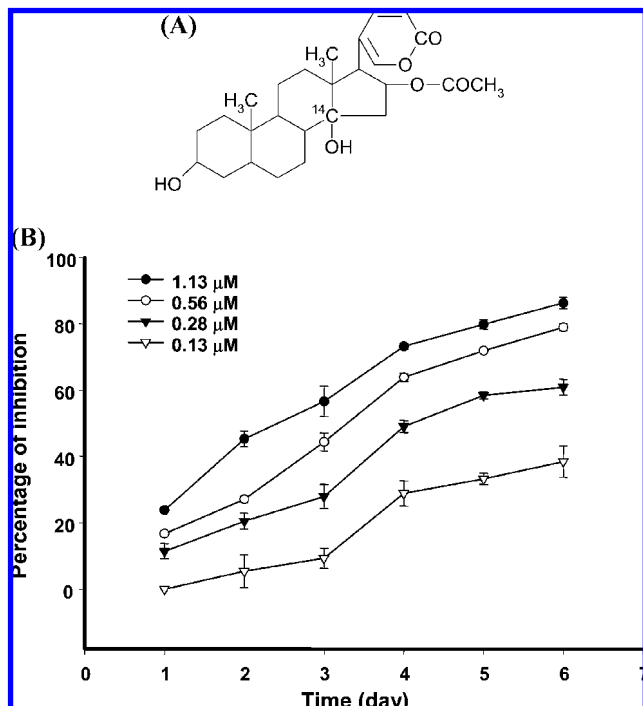 (A)
H₃C
CO
O
O—COCH₃
H₃C
14
C
OH
HO
(B)
Percentage of inhibition
100
80
60
40
20
0
1.13 µM
0.56 µM
0.28 µM
0.13 µM
0 1 2 3 4 5 6 7
Time (day)